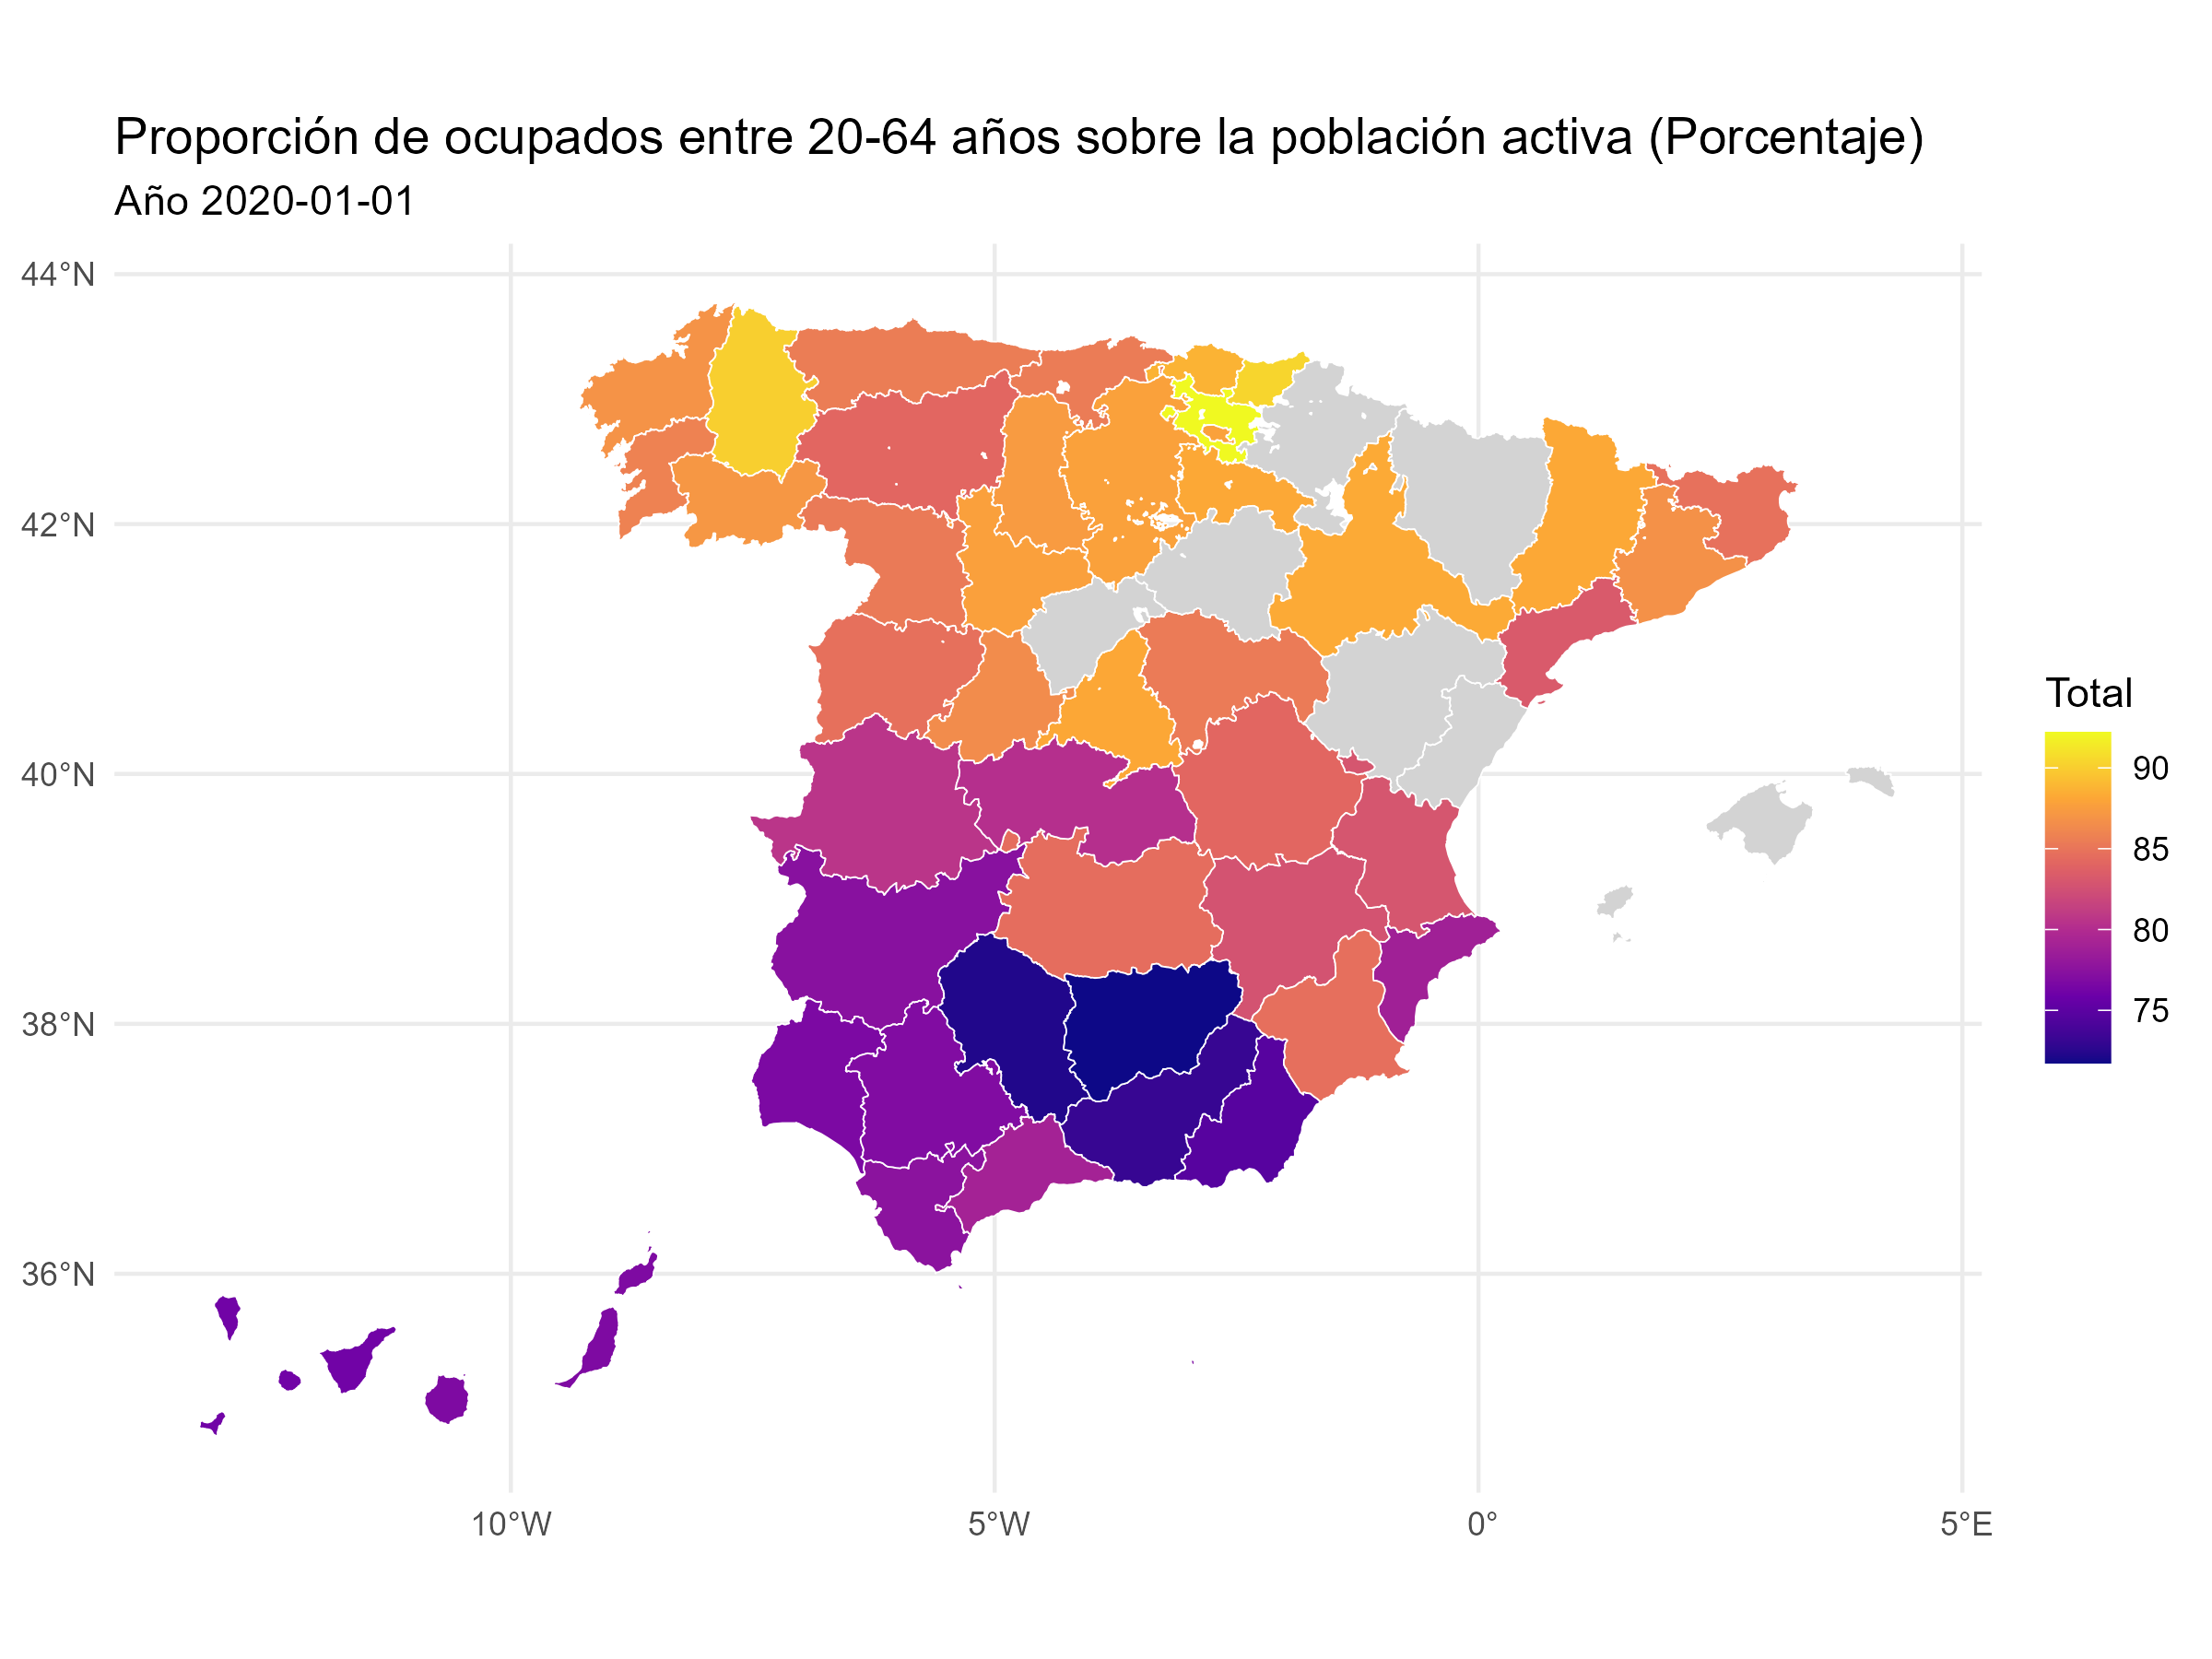 Proporción de ocupados entre 20-64 años sobre la población activa (Porcentaje)
Año 2020-01-01
44°N
42°N
40°N
38°N
36°N
10°W
5°W
0°
5°E
Total
90
85
80
75